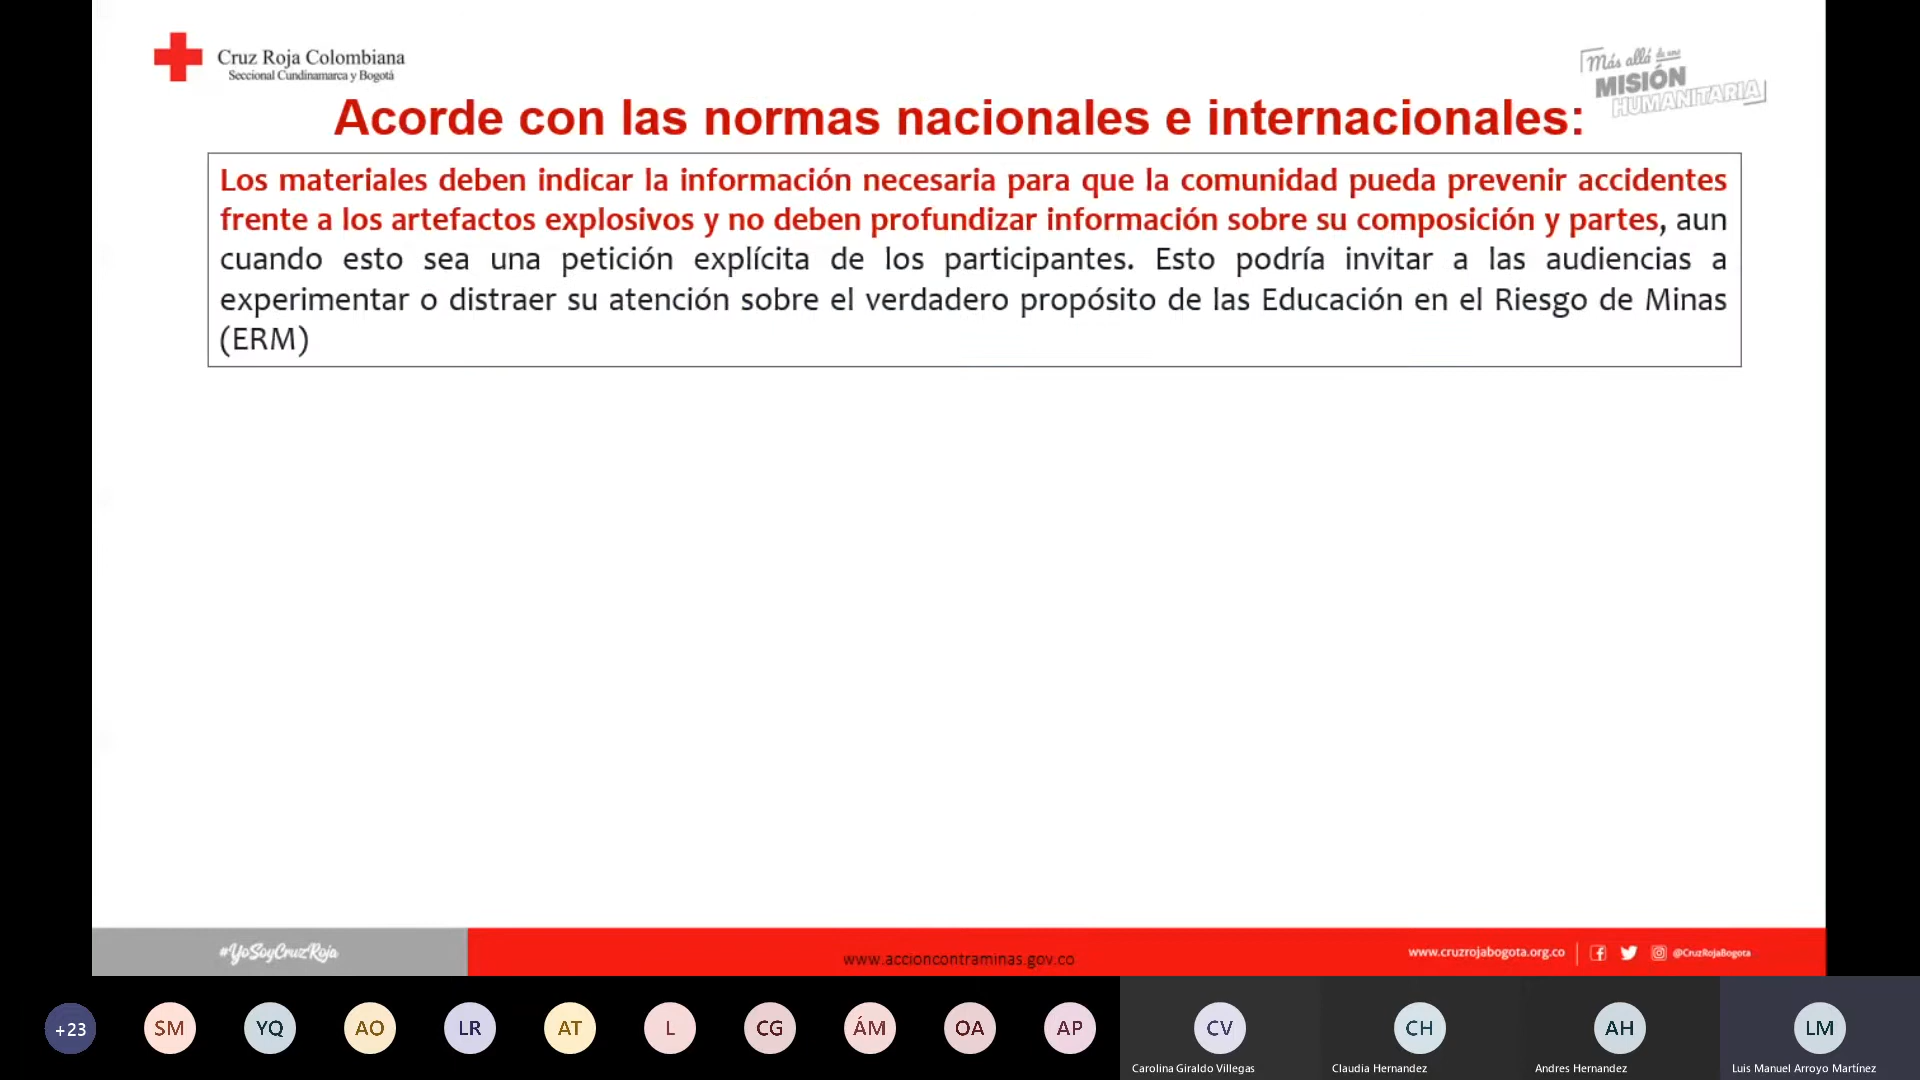 Cruz Roja Colombiana
Seccional Cundinamarca y Bogotá
Más allá de una
MISIÓN
HUMANITARIA
Acorde con las normas nacionales e internacionales:
Los materiales deben indicar la información necesaria para que la comunidad pueda prevenir accidentes
frente a los artefactos explosivos y no deben profundizar información sobre su composición y partes, aun
cuando esto sea una petición explícita de los participantes. Esto podría invitar a las audiencias a
experimentar o distraer su atención sobre el verdadero propósito de las Educación en el Riesgo de Minas
(ERM)
#YoSoyCruzRoja
www.accioncontraminas.gov.co
www.cruzrojabogota.org.co
@CruzRojaBogota
+23 SM YQ AO LR AT L CG ÁM OA AP CV CH AH LM
Carolina Giraldo Villegas Claudia Hernandez Andres Hernandez Luis Manuel Arroyo Martínez